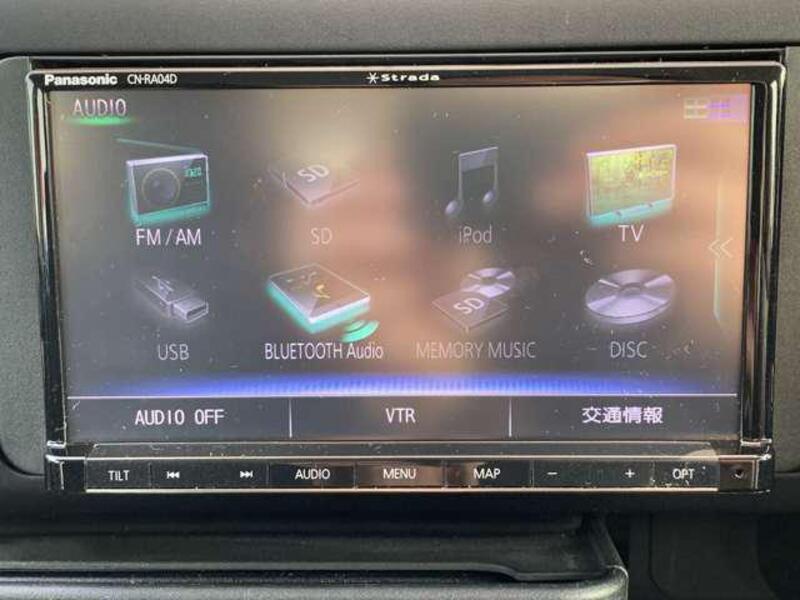 Panasonic CN-RA04D Strada
AUDIO
FM/AM SD iPod TV
USB BLUETOOTH Audio MEMORY MUSIC DISC
AUDIO OFF VTR 交通情報
TILT AUDIO MENU MAP − + OPT